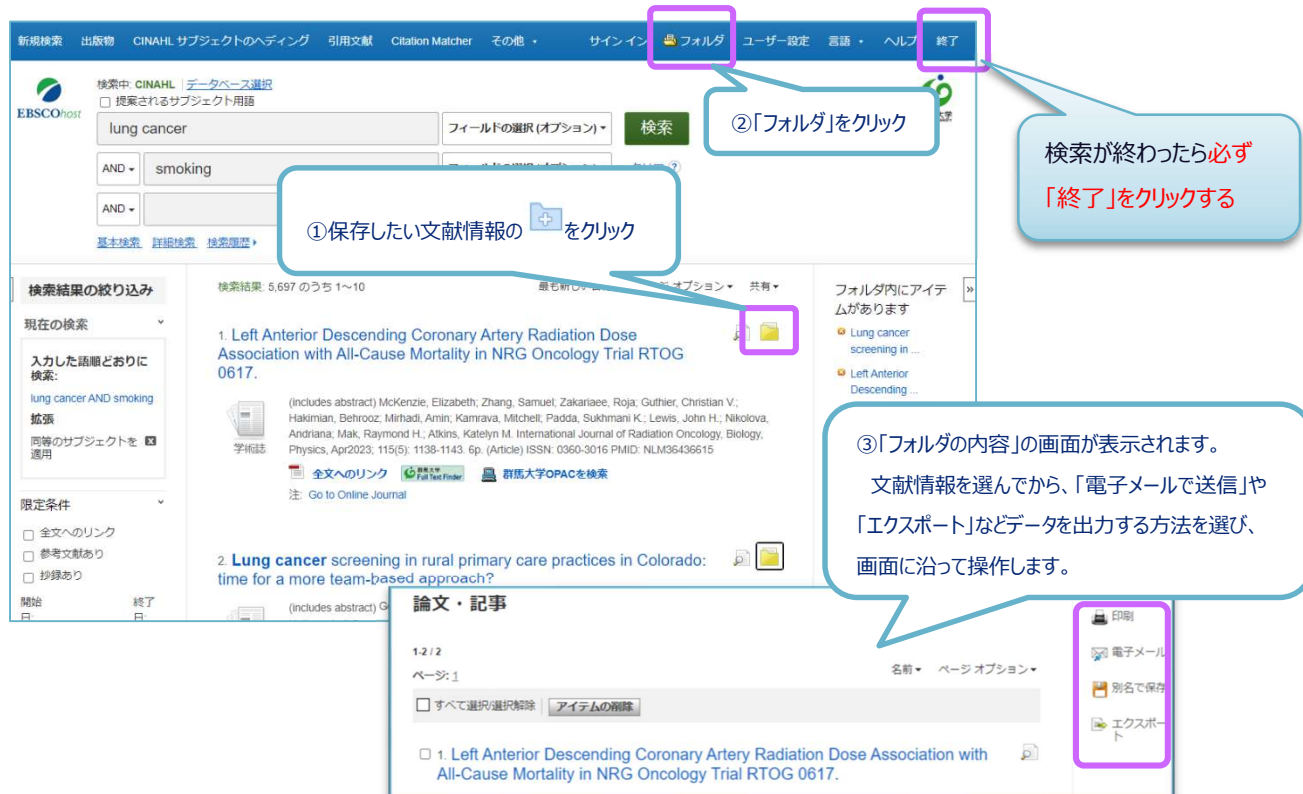 新規検索 出版物 CINAHL サブジェクトのヘディング 引用文献 Citation Matcher その他 サインイン フォルダ ユーザー設定 言語 ヘルプ 終了
EBSCOhost
検索中: CINAHL データベース選択
提案されるサブジェクト用語
lung cancer フィールドの選択 (オプション) 検索
AND smoking
AND
基本検索 詳細検索 検索履歴
②「フォルダ」をクリック
検索が終わったら必ず
「終了」をクリックする
①保存したい文献情報の をクリック
検索結果の絞り込み
現在の検索
入力した語順どおりに
検索:
lung cancer AND smoking
拡張
同等のサブジェクトを
適用
限定条件
全文へのリンク
参考文献あり
抄録あり
開始 終了
日: 日:
検索結果: 5,697 のうち 1～10 オプション 共有
1. Left Anterior Descending Coronary Artery Radiation Dose
Association with All-Cause Mortality in NRG Oncology Trial RTOG
0617.
(includes abstract) McKenzie, Elizabeth; Zhang, Samuel; Zakariaee, Roja; Guthier, Christian V.;
Hakimian, Behrooz; Mirhadi, Amin; Kamrava, Mitchell; Padda, Sukhmani K.; Lewis, John H.; Nikolova,
Andriana; Mak, Raymond H.; Atkins, Katelyn M. International Journal of Radiation Oncology, Biology,
Physics, Apr2023; 115(5): 1138-1143. 6p. (Article) ISSN: 0360-3016 PMID: NLM36436615
学術誌
全文へのリンク 群馬大学 Full Text Finder 群馬大学OPACを検索
注: Go to Online Journal
2. Lung cancer screening in rural primary care practices in Colorado:
time for a more team-based approach?
(includes abstract)
フォルダ内にアイテ
ムがあります
Lung cancer
screening in ...
Left Anterior
Descending ...
③「フォルダの内容」の画面が表示されます。
文献情報を選んでから、「電子メールで送信」や
「エクスポート」などデータを出力する方法を選び、
画面に沿って操作します。
論文・記事
1-2 / 2
ページ: 1
名前 ページ オプション
すべて選択/選択解除 アイテムの削除
1. Left Anterior Descending Coronary Artery Radiation Dose Association with
All-Cause Mortality in NRG Oncology Trial RTOG 0617.
印刷
電子メール
別名で保存
エクスポー
ト